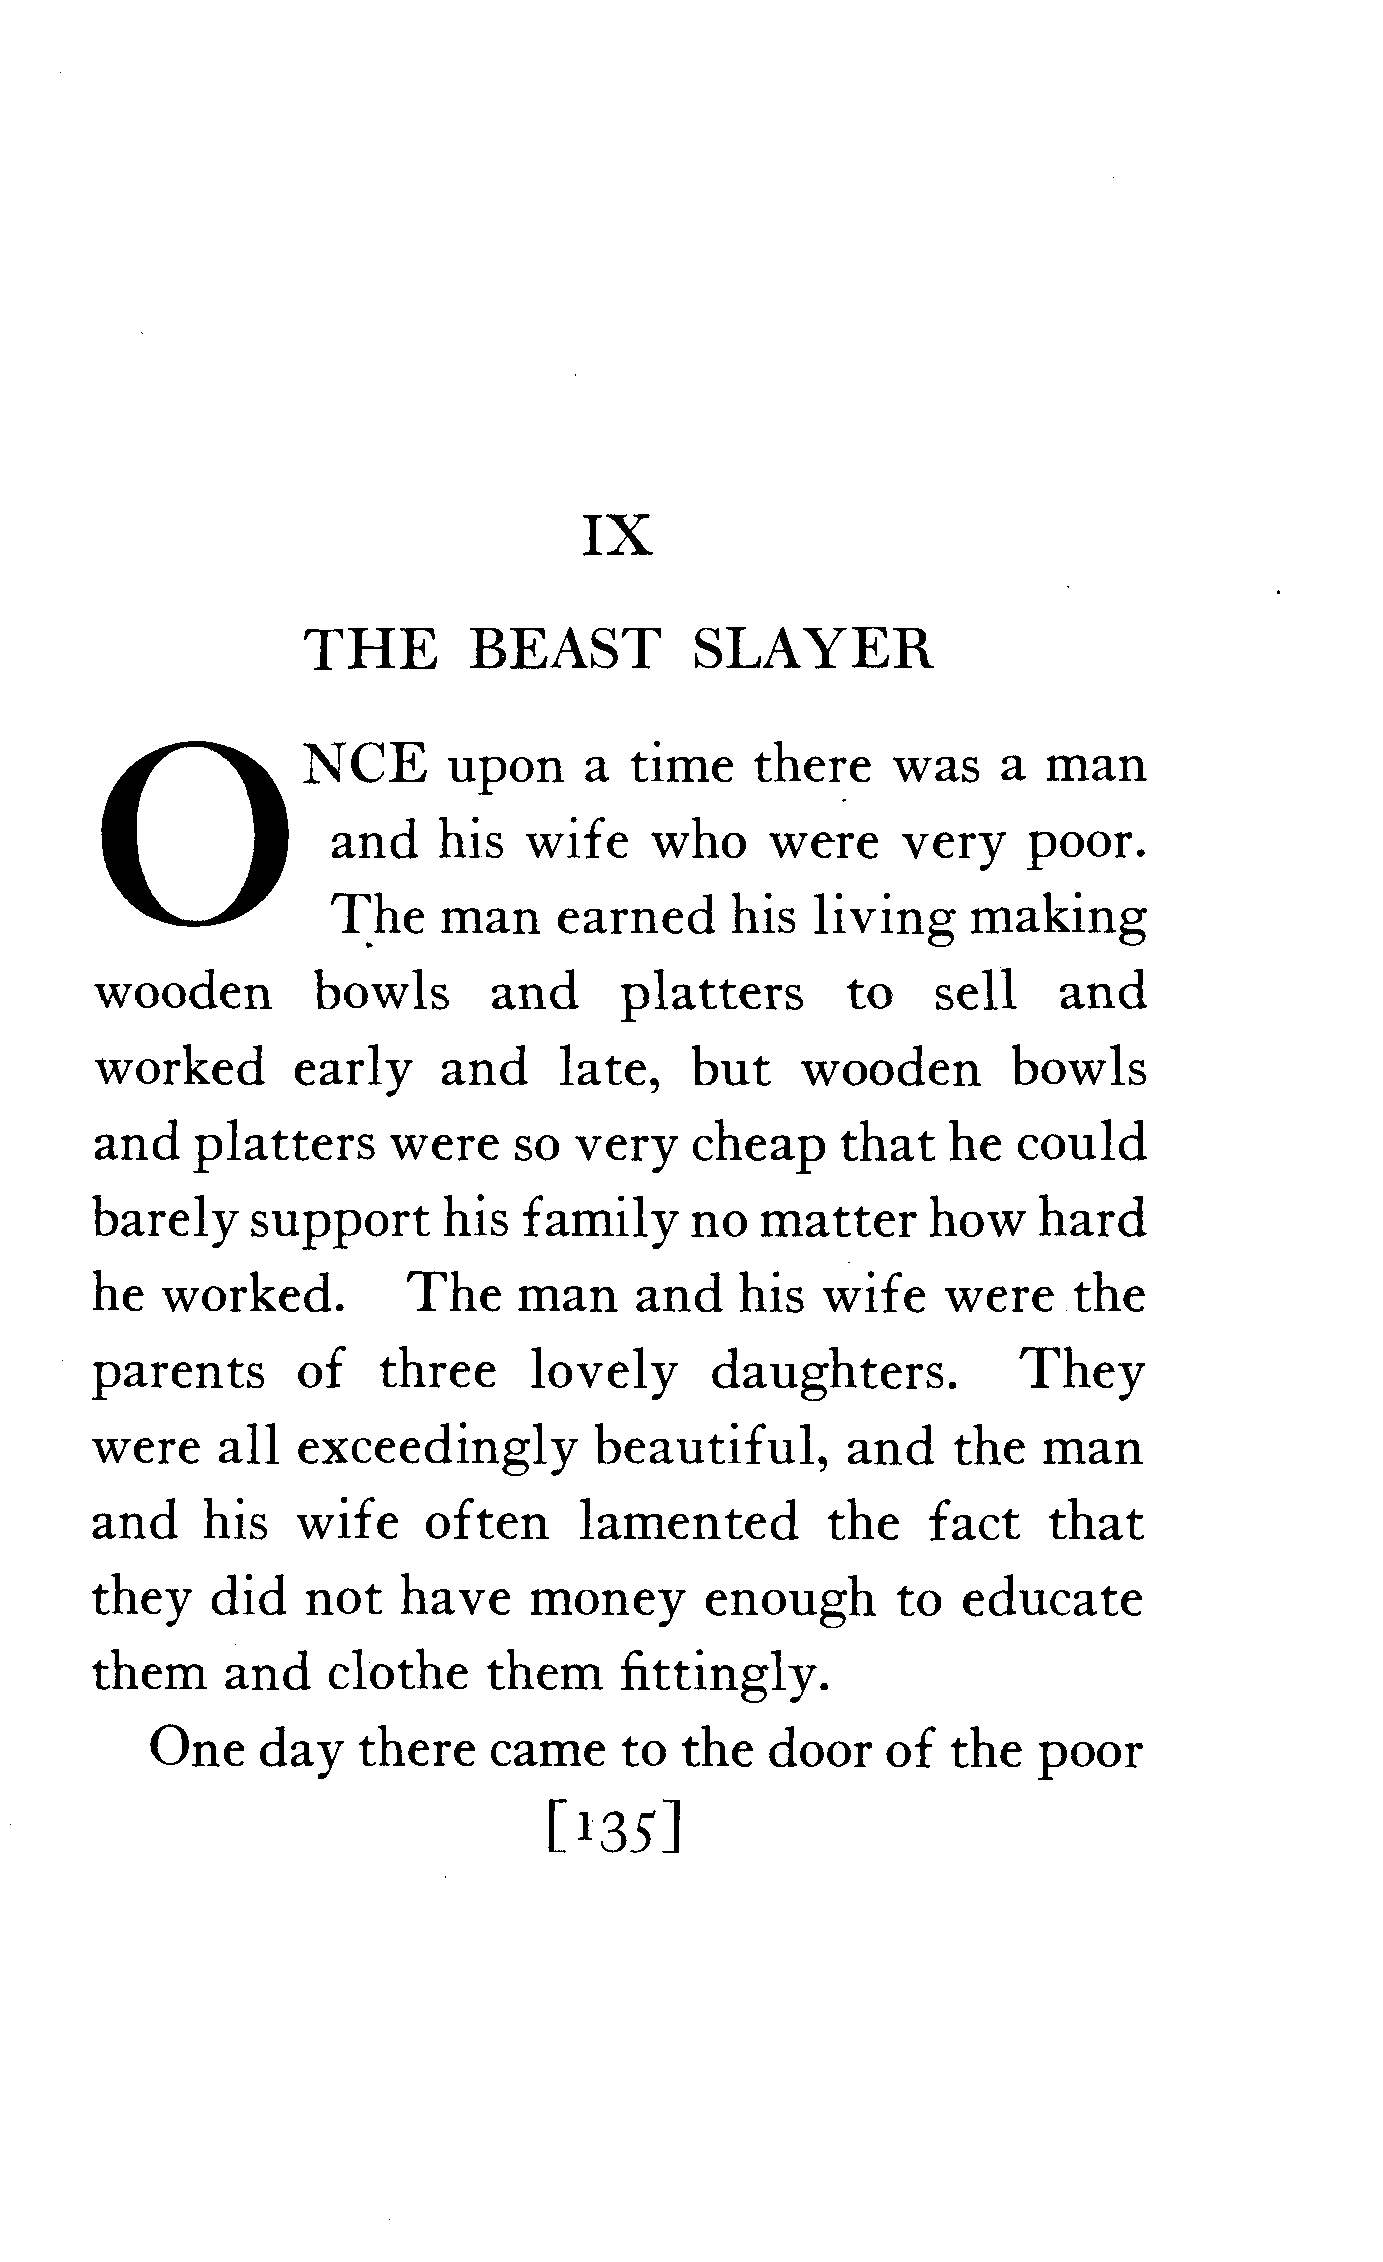 IX
THE BEAST SLAYER
ONCE upon a time there was a man
and his wife who were very poor.
The man earned his living making
wooden bowls and platters to sell and
worked early and late, but wooden bowls
and platters were so very cheap that he could
barely support his family no matter how hard
he worked. The man and his wife were the
parents of three lovely daughters. They
were all exceedingly beautiful, and the man
and his wife often lamented the fact that
they did not have money enough to educate
them and clothe them fittingly.
One day there came to the door of the poor
[135]